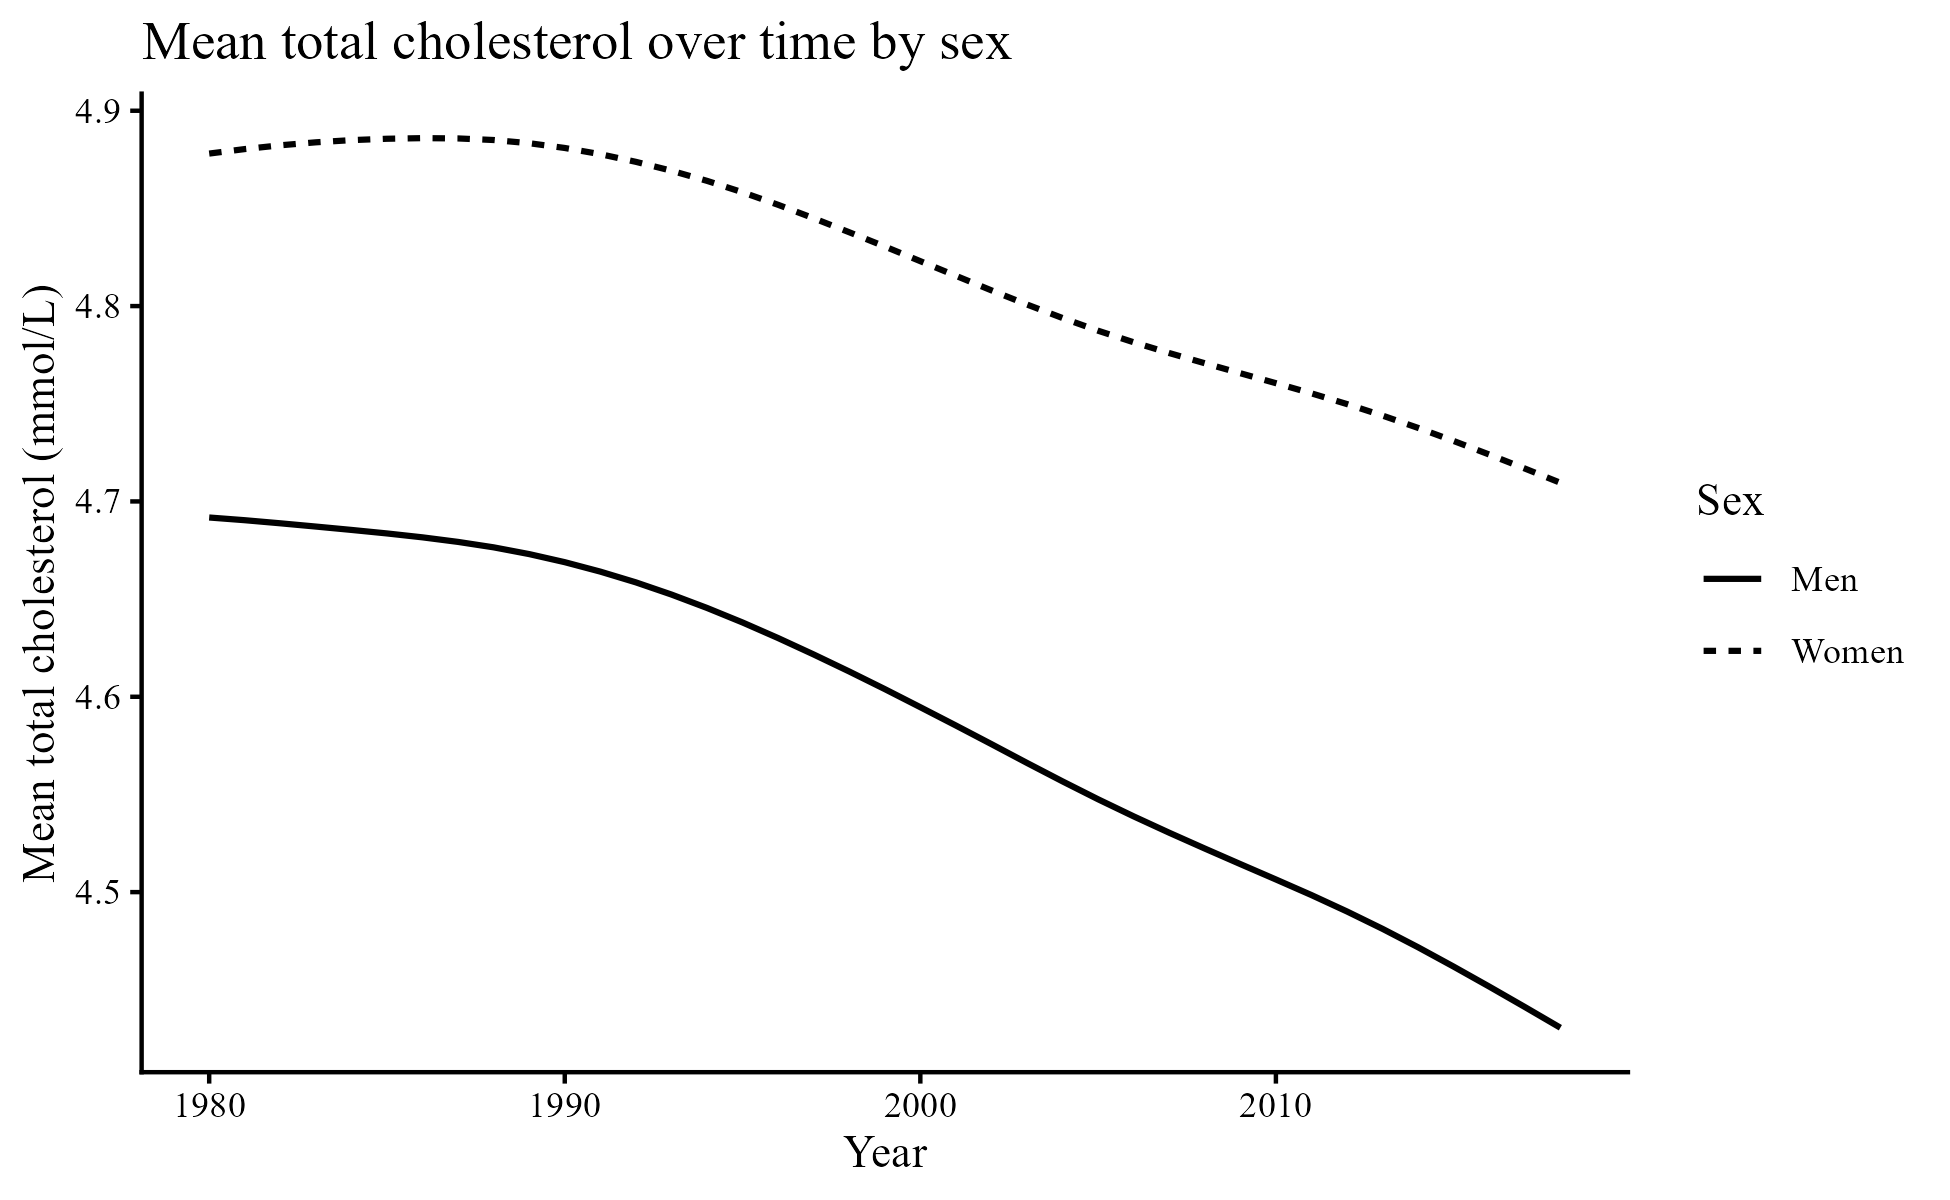 Mean total cholesterol over time by sex
Mean total cholesterol (mmol/L)
4.9
4.8
4.7
4.6
4.5
1980 1990 2000 2010
Year
Sex
Men
Women